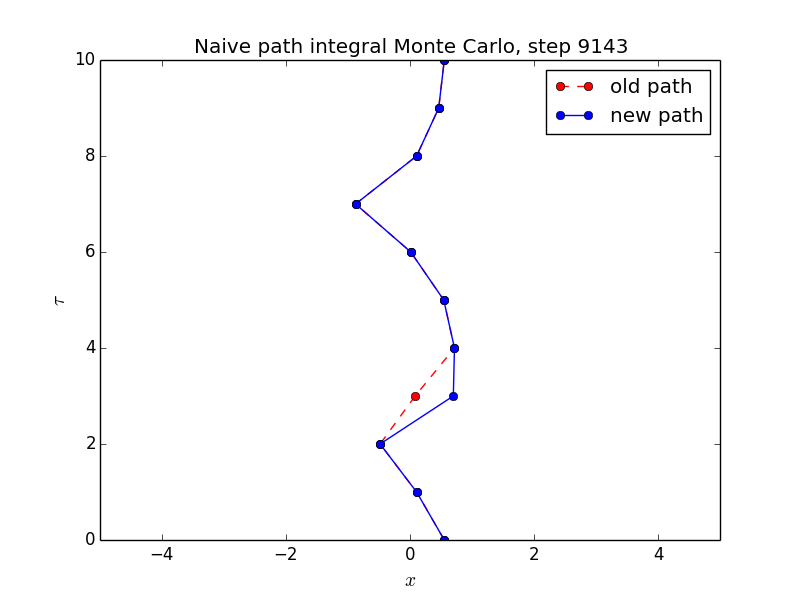 Naive path integral Monte Carlo, step 9143
old path
new path
10
8
6
4
2
0
τ
−4 −2 0 2 4
x